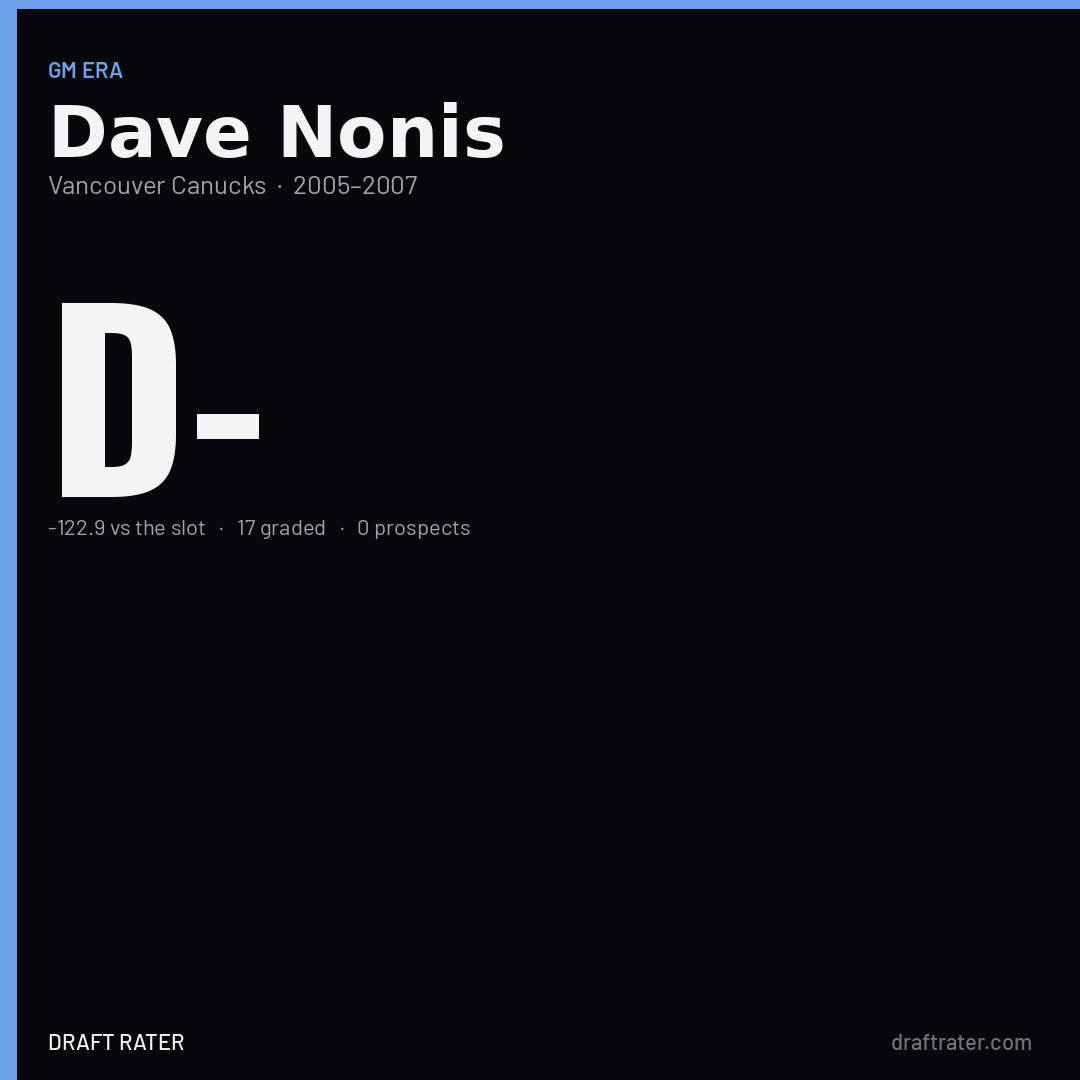 GM ERA
Dave Nonis
Vancouver Canucks · 2005–2007
D-
-122.9 vs the slot · 17 graded · 0 prospects
DRAFT RATER
draftrater.com